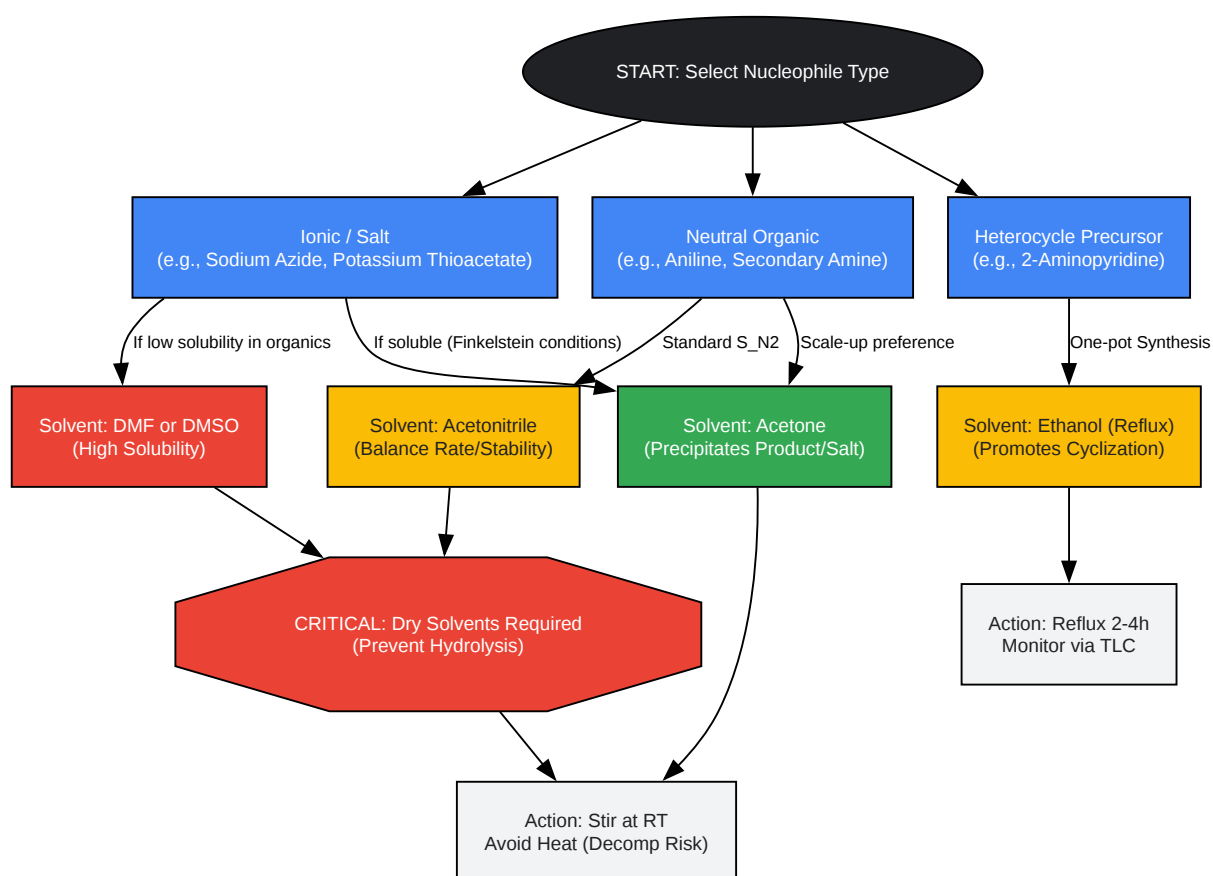 START: Select Nucleophile Type
Ionic / Salt
(e.g., Sodium Azide, Potassium Thioacetate)
Neutral Organic
(e.g., Aniline, Secondary Amine)
Heterocycle Precursor
(e.g., 2-Aminopyridine)
If low solubility in organics
If soluble (Finkelstein conditions)
Standard S_N2
Scale-up preference
One-pot Synthesis
Solvent: DMF or DMSO
(High Solubility)
Solvent: Acetonitrile
(Balance Rate/Stability)
Solvent: Acetone
(Precipitates Product/Salt)
Solvent: Ethanol (Reflux)
(Promotes Cyclization)
CRITICAL: Dry Solvents Required
(Prevent Hydrolysis)
Action: Reflux 2-4h
Monitor via TLC
Action: Stir at RT
Avoid Heat (Decomp Risk)